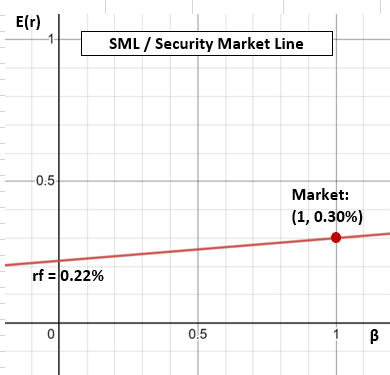 E(r)
1
SML / Security Market Line
0.5
Market:
(1, 0.30%)
rf = 0.22%
0
0.5
1
β